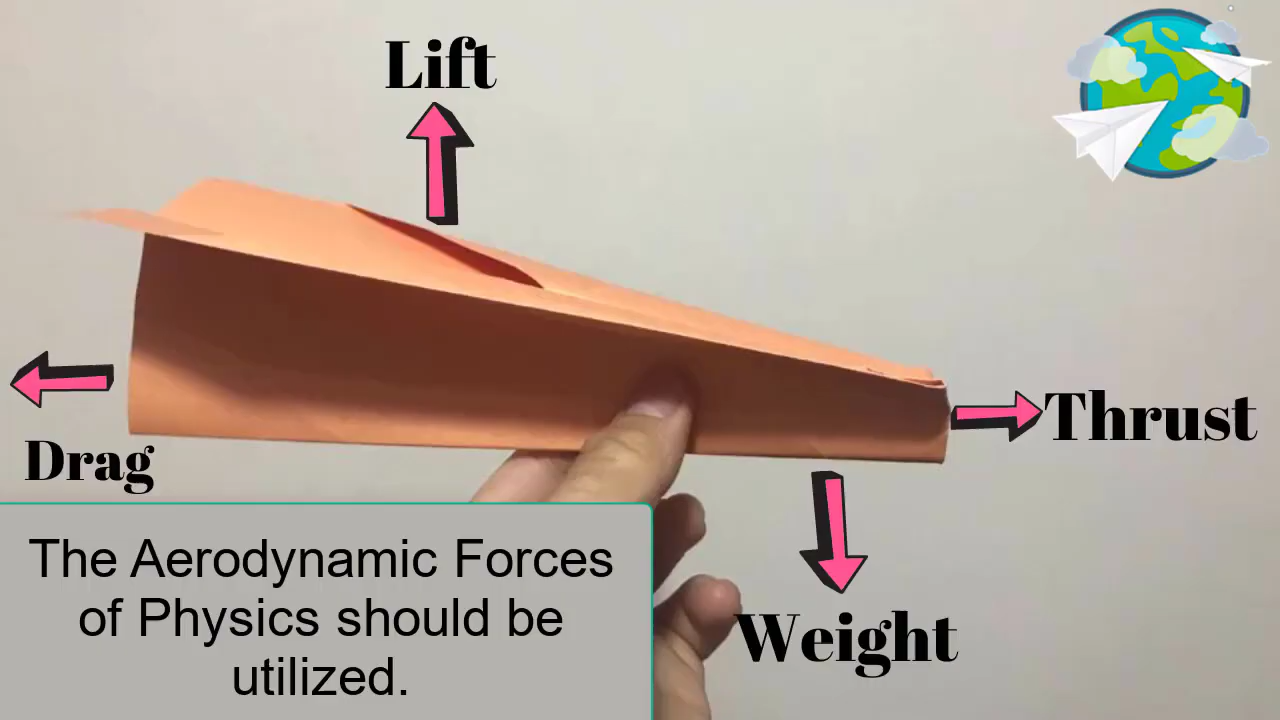 Lift
Thrust
Drag
Weight
The Aerodynamic Forces
of Physics should be
utilized.